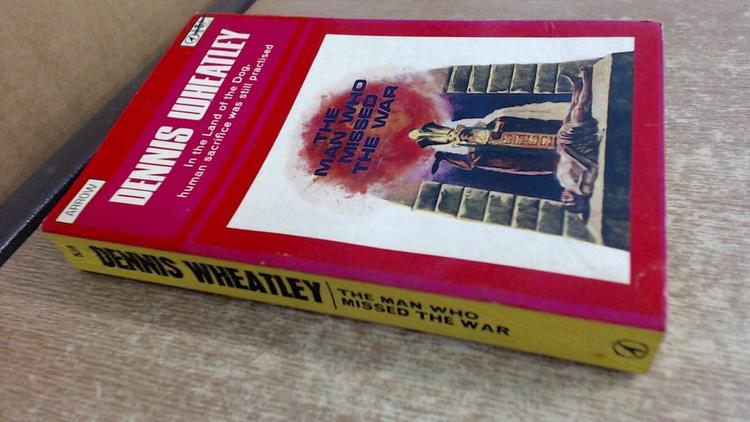 ARROW
DENNIS WHEATLEY
In the Land of the Dog,
human sacrifice was still practised
THE
MAN WHO
MISSED
THE WAR
DENNIS WHEATLEY
THE MAN WHO
MISSED THE WAR